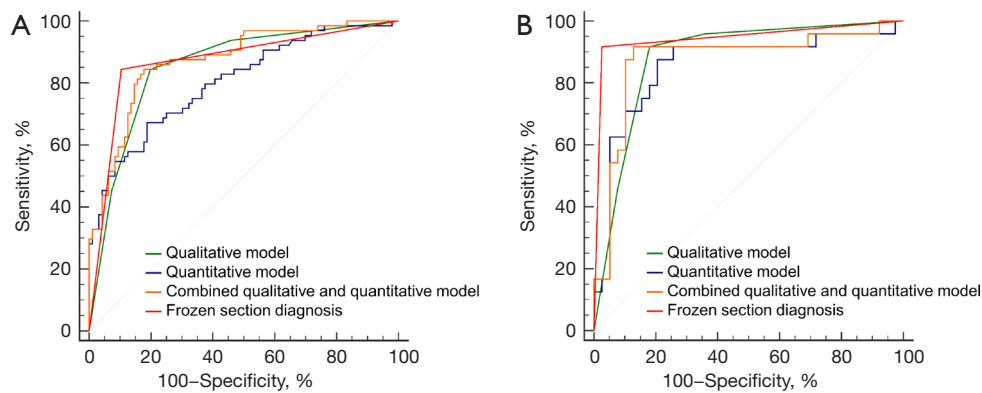 A
100
80
60
40
20
0
Sensitivity, %
Qualitative model
Quantitative model
Combined qualitative and quantitative model
Frozen section diagnosis
0 20 40 60 80 100
100–Specificity, %
B
100
80
60
40
20
0
Sensitivity, %
Qualitative model
Quantitative model
Combined qualitative and quantitative model
Frozen section diagnosis
0 20 40 60 80 100
100–Specificity, %